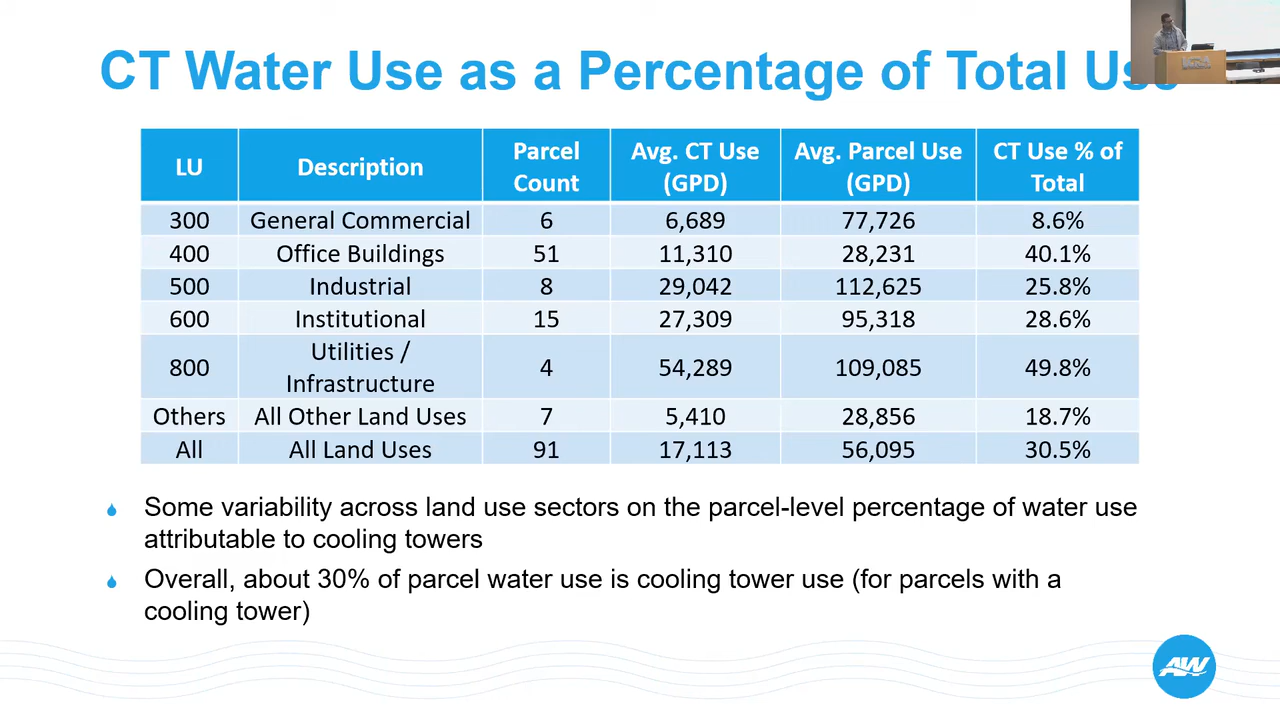 CT Water Use as a Percentage of Total Use
LU Description Parcel Count Avg. CT Use (GPD) Avg. Parcel Use (GPD) CT Use % of Total
300 General Commercial 6 6,689 77,726 8.6%
400 Office Buildings 51 11,310 28,231 40.1%
500 Industrial 8 29,042 112,625 25.8%
600 Institutional 15 27,309 95,318 28.6%
800 Utilities / Infrastructure 4 54,289 109,085 49.8%
Others All Other Land Uses 7 5,410 28,856 18.7%
All All Land Uses 91 17,113 56,095 30.5%
Some variability across land use sectors on the parcel-level percentage of water use
attributable to cooling towers
Overall, about 30% of parcel water use is cooling tower use (for parcels with a
cooling tower)
AW